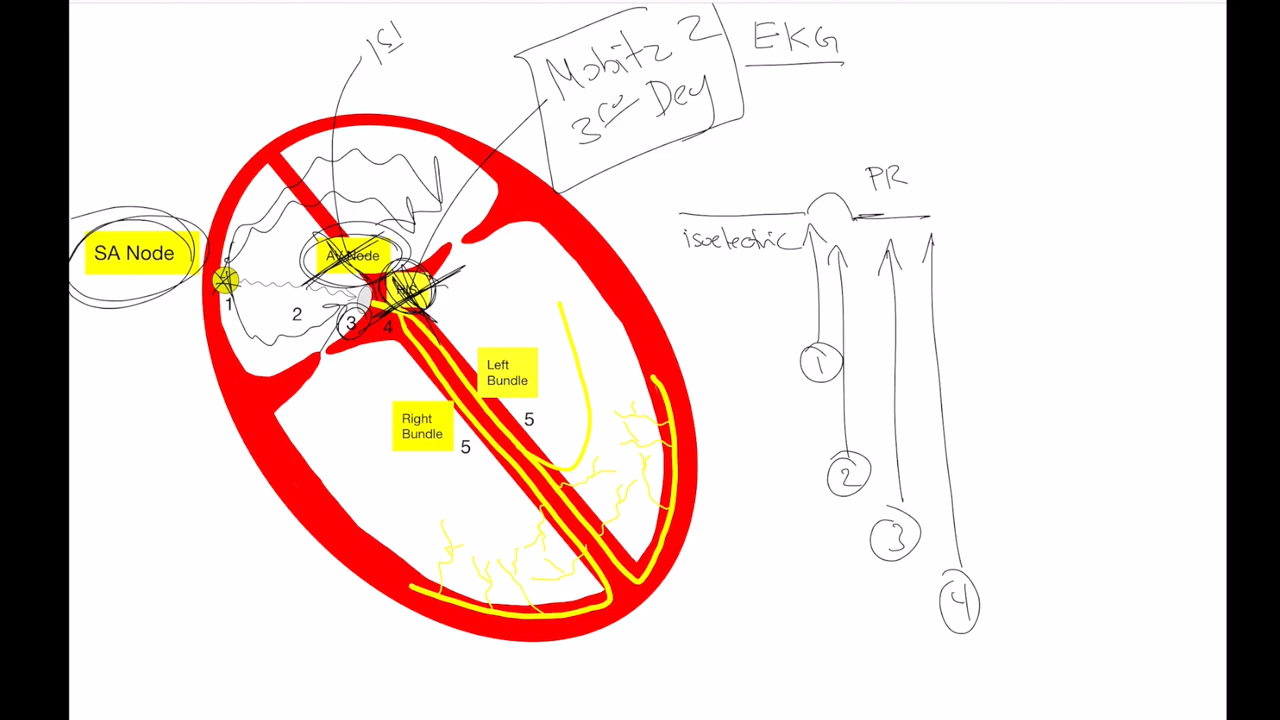 1st
Mobitz 2
3rd Deg
EKG
PR
isoelectric
SA Node
AV Node
HIS
1
2
3
4
Left
Bundle
5
Right
Bundle
5
1
2
3
4